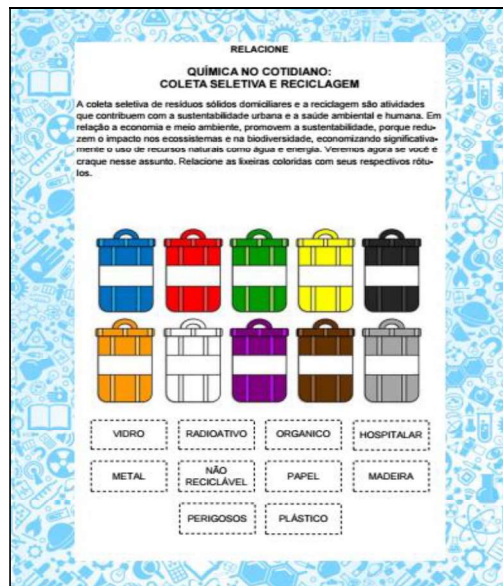 RELACIONE
QUÍMICA NO COTIDIANO:
COLETA SELETIVA E RECICLAGEM
A coleta seletiva de resíduos sólidos domiciliares e a reciclagem são atividades
que contribuem com a sustentabilidade urbana e a saúde ambiental e humana. Em
relação a economia e meio ambiente, promovem a sustentabilidade, porque redu-
zem o impacto nos ecossistemas e na biodiversidade, economizando significativa-
mente o uso de recursos naturais como água e energia. Veremos agora se você é
craque nesse assunto. Relacione as lixeiras coloridas com seus respectivos rótu-
los.
VIDRO
RADIOATIVO
ORGANICO
HOSPITALAR
METAL
NÃO
RECICLÁVEL
PAPEL
MADEIRA
PERIGOSOS
PLÁSTICO